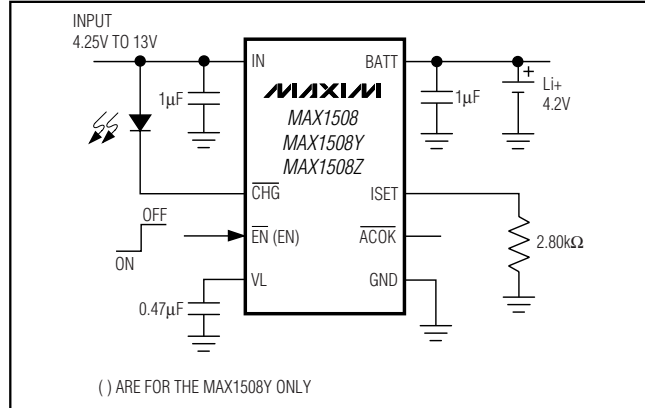 INPUT
4.25V TO 13V
IN
BATT
1µF
MAXIM
MAX1508
MAX1508Y
MAX1508Z
1µF
+
Li+
4.2V
CHG
ISET
OFF
ON
EN (EN)
ACOK
2.80kΩ
VL
GND
0.47µF
( ) ARE FOR THE MAX1508Y ONLY